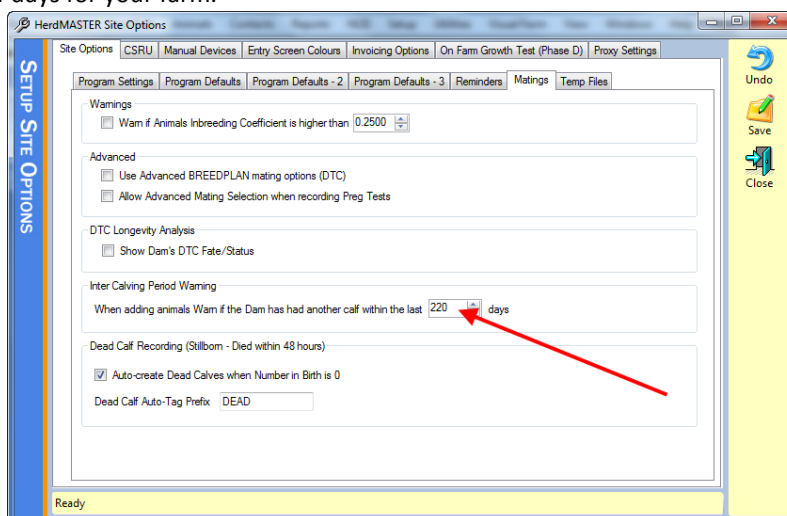 days for your farm.
HerdMASTER Site Options
Site Options CSRU Manual Devices Entry Screen Colours Invoicing Options On Farm Growth Test (Phase D) Proxy Settings
Program Settings Program Defaults Program Defaults - 2 Program Defaults - 3 Reminders Matings Temp Files
SETUP SITE OPTIONS
Undo
Save
Close
Warnings
Warn if Animals Inbreeding Coefficient is higher than 0.2500
Advanced
Use Advanced BREEDPLAN mating options (DTC)
Allow Advanced Mating Selection when recording Preg Tests
DTC Longevity Analysis
Show Dam's DTC Fate/Status
Inter Calving Period Warning
When adding animals Warn if the Dam has had another calf within the last 220 days
Dead Calf Recording (Stillborn - Died within 48 hours)
Auto-create Dead Calves when Number in Birth is 0
Dead Calf Auto-Tag Prefix DEAD
Ready